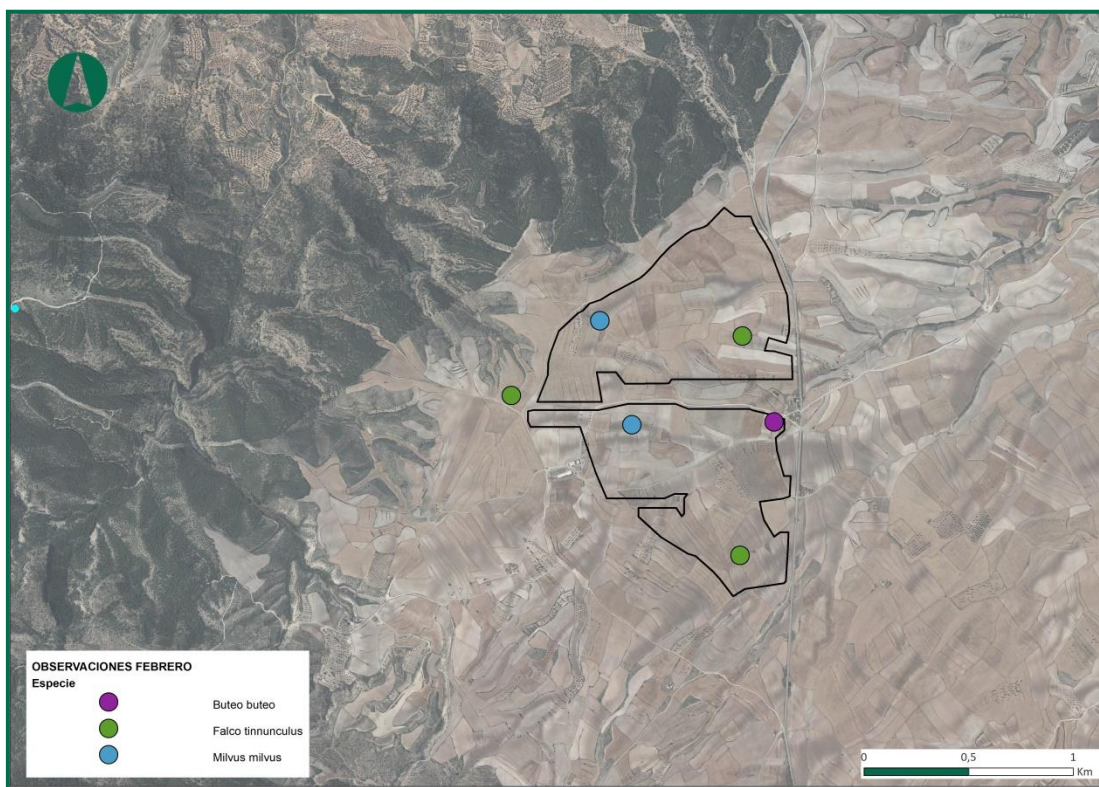 OBSERVACIONES FEBRERO
Especie
Buteo buteo
Falco tinnunculus
Milvus milvus
0 0,5 1
Km